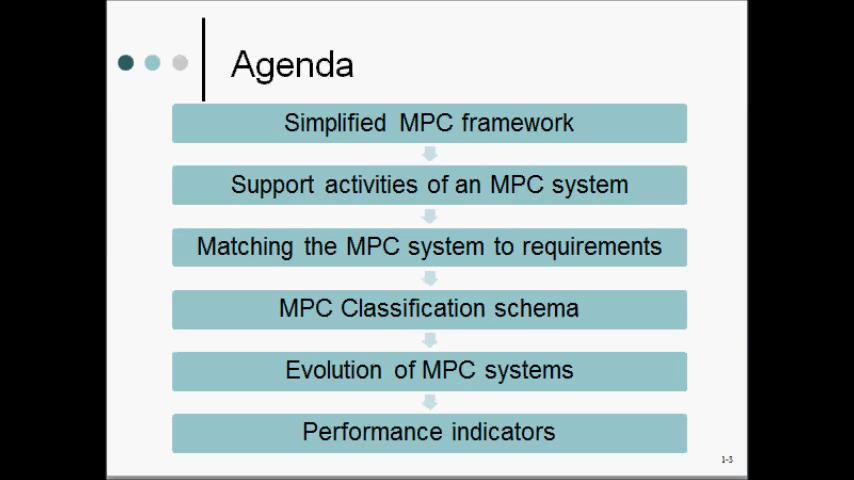 Agenda
Simplified MPC framework
Support activities of an MPC system
Matching the MPC system to requirements
MPC Classification schema
Evolution of MPC systems
Performance indicators
1-3